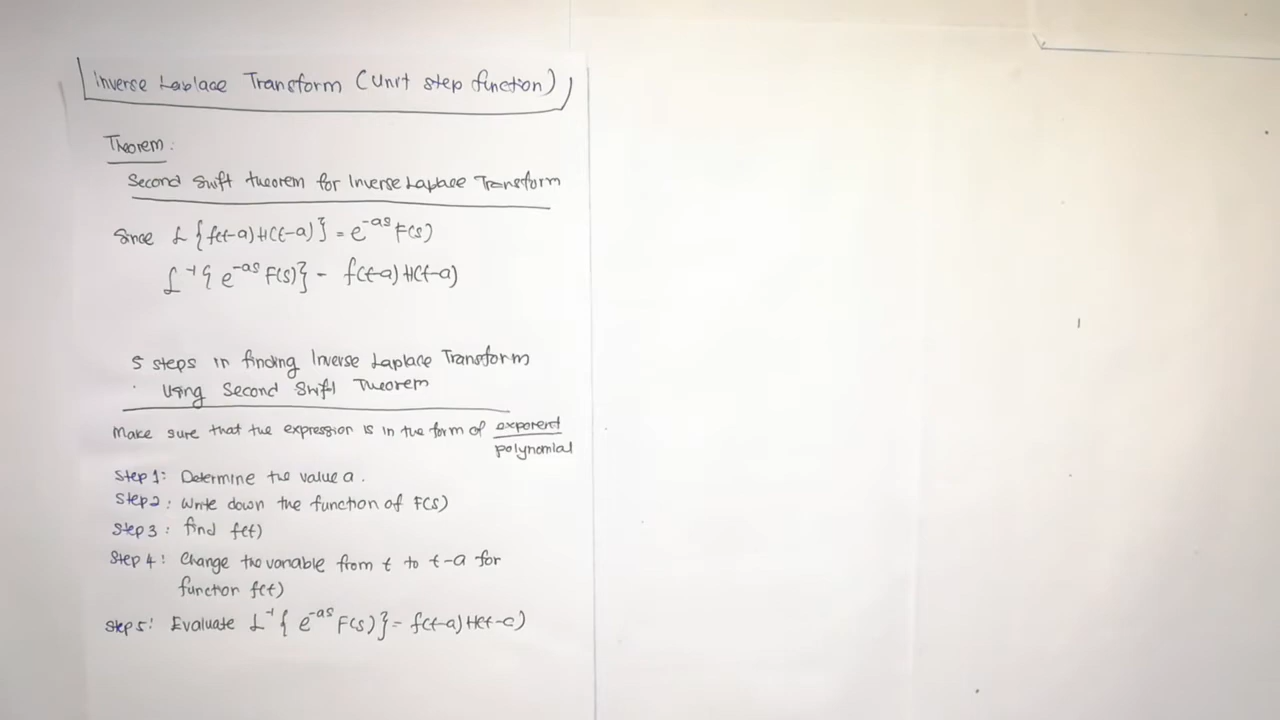 Inverse Laplace Transform (Unit step function)
Theorem:
Second Shift theorem for Inverse Laplace Transform
Since ℒ{f(t-a)H(t-a)} = e^{-as}F(s)
ℒ^{-1}{e^{-as}F(s)} = f(t-a)H(t-a)
5 steps in finding Inverse Laplace Transform
Using Second Shift Theorem
Make sure that the expression is in the form of exponent/polynomial
Step 1: Determine the value a.
Step 2: Write down the function of F(s)
Step 3: find f(t)
Step 4: Change the variable from t to t-a for
function f(t)
Step 5: Evaluate ℒ^{-1}{e^{-as}F(s)} = f(t-a)H(t-a)